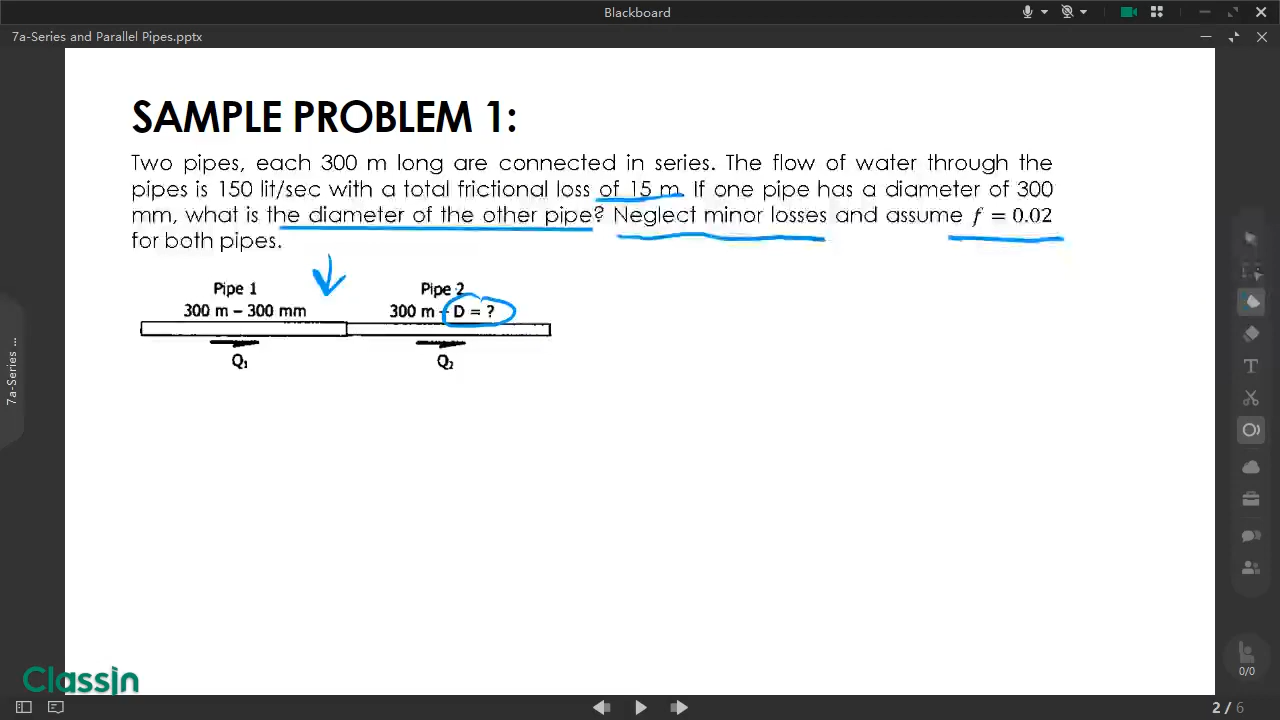 Blackboard
7a-Series and Parallel Pipes.pptx
SAMPLE PROBLEM 1:
Two pipes, each 300 m long are connected in series. The flow of water through the
pipes is 150 lit/sec with a total frictional loss of 15 m. If one pipe has a diameter of 300
mm, what is the diameter of the other pipe? Neglect minor losses and assume f = 0.02
for both pipes.
Pipe 1
300 m – 300 mm
Pipe 2
300 m – D = ?
Q₁
Q₂
7a-Series ...
T
0/0
ClassIn
2 / 6